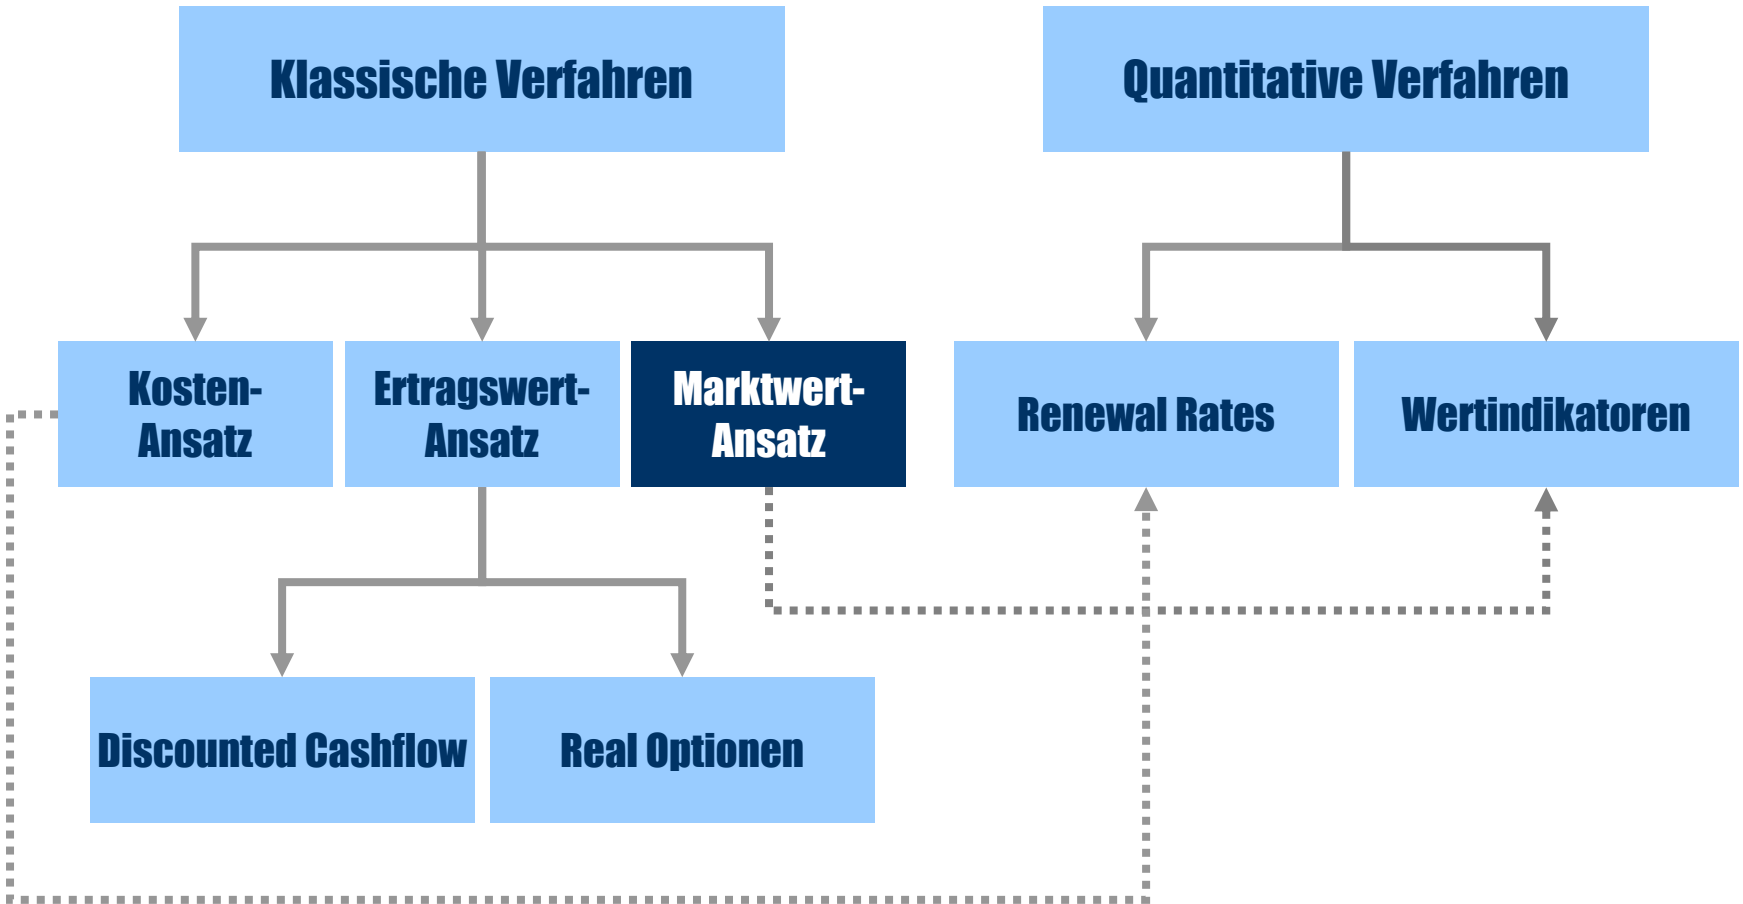 Klassische Verfahren
Quantitative Verfahren
Kosten-
Ansatz
Ertragswert-
Ansatz
Marktwert-
Ansatz
Renewal Rates
Wertindikatoren
Discounted Cashflow
Real Optionen